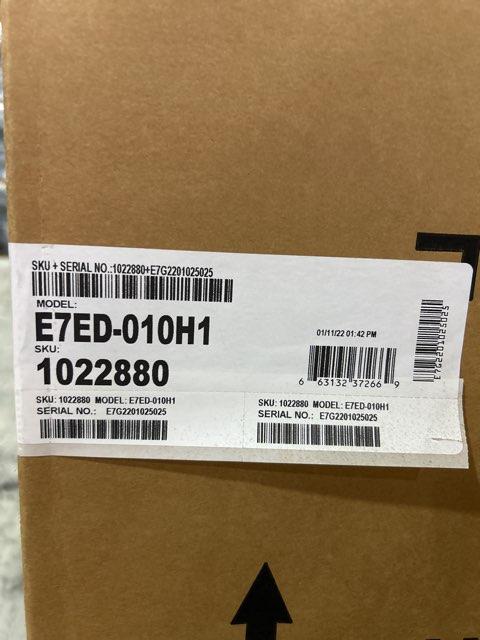 SKU + SERIAL NO.:1022880+E7G2201025025
MODEL:
E7ED-010H1
SKU:
1022880
01/11/22 01:42 PM
6 63132 37266 9
E7G2201025025
SKU: 1022880 MODEL: E7ED-010H1
SERIAL NO.: E7G2201025025
SKU: 1022880 MODEL: E7ED-010H1
SERIAL NO.: E7G2201025025